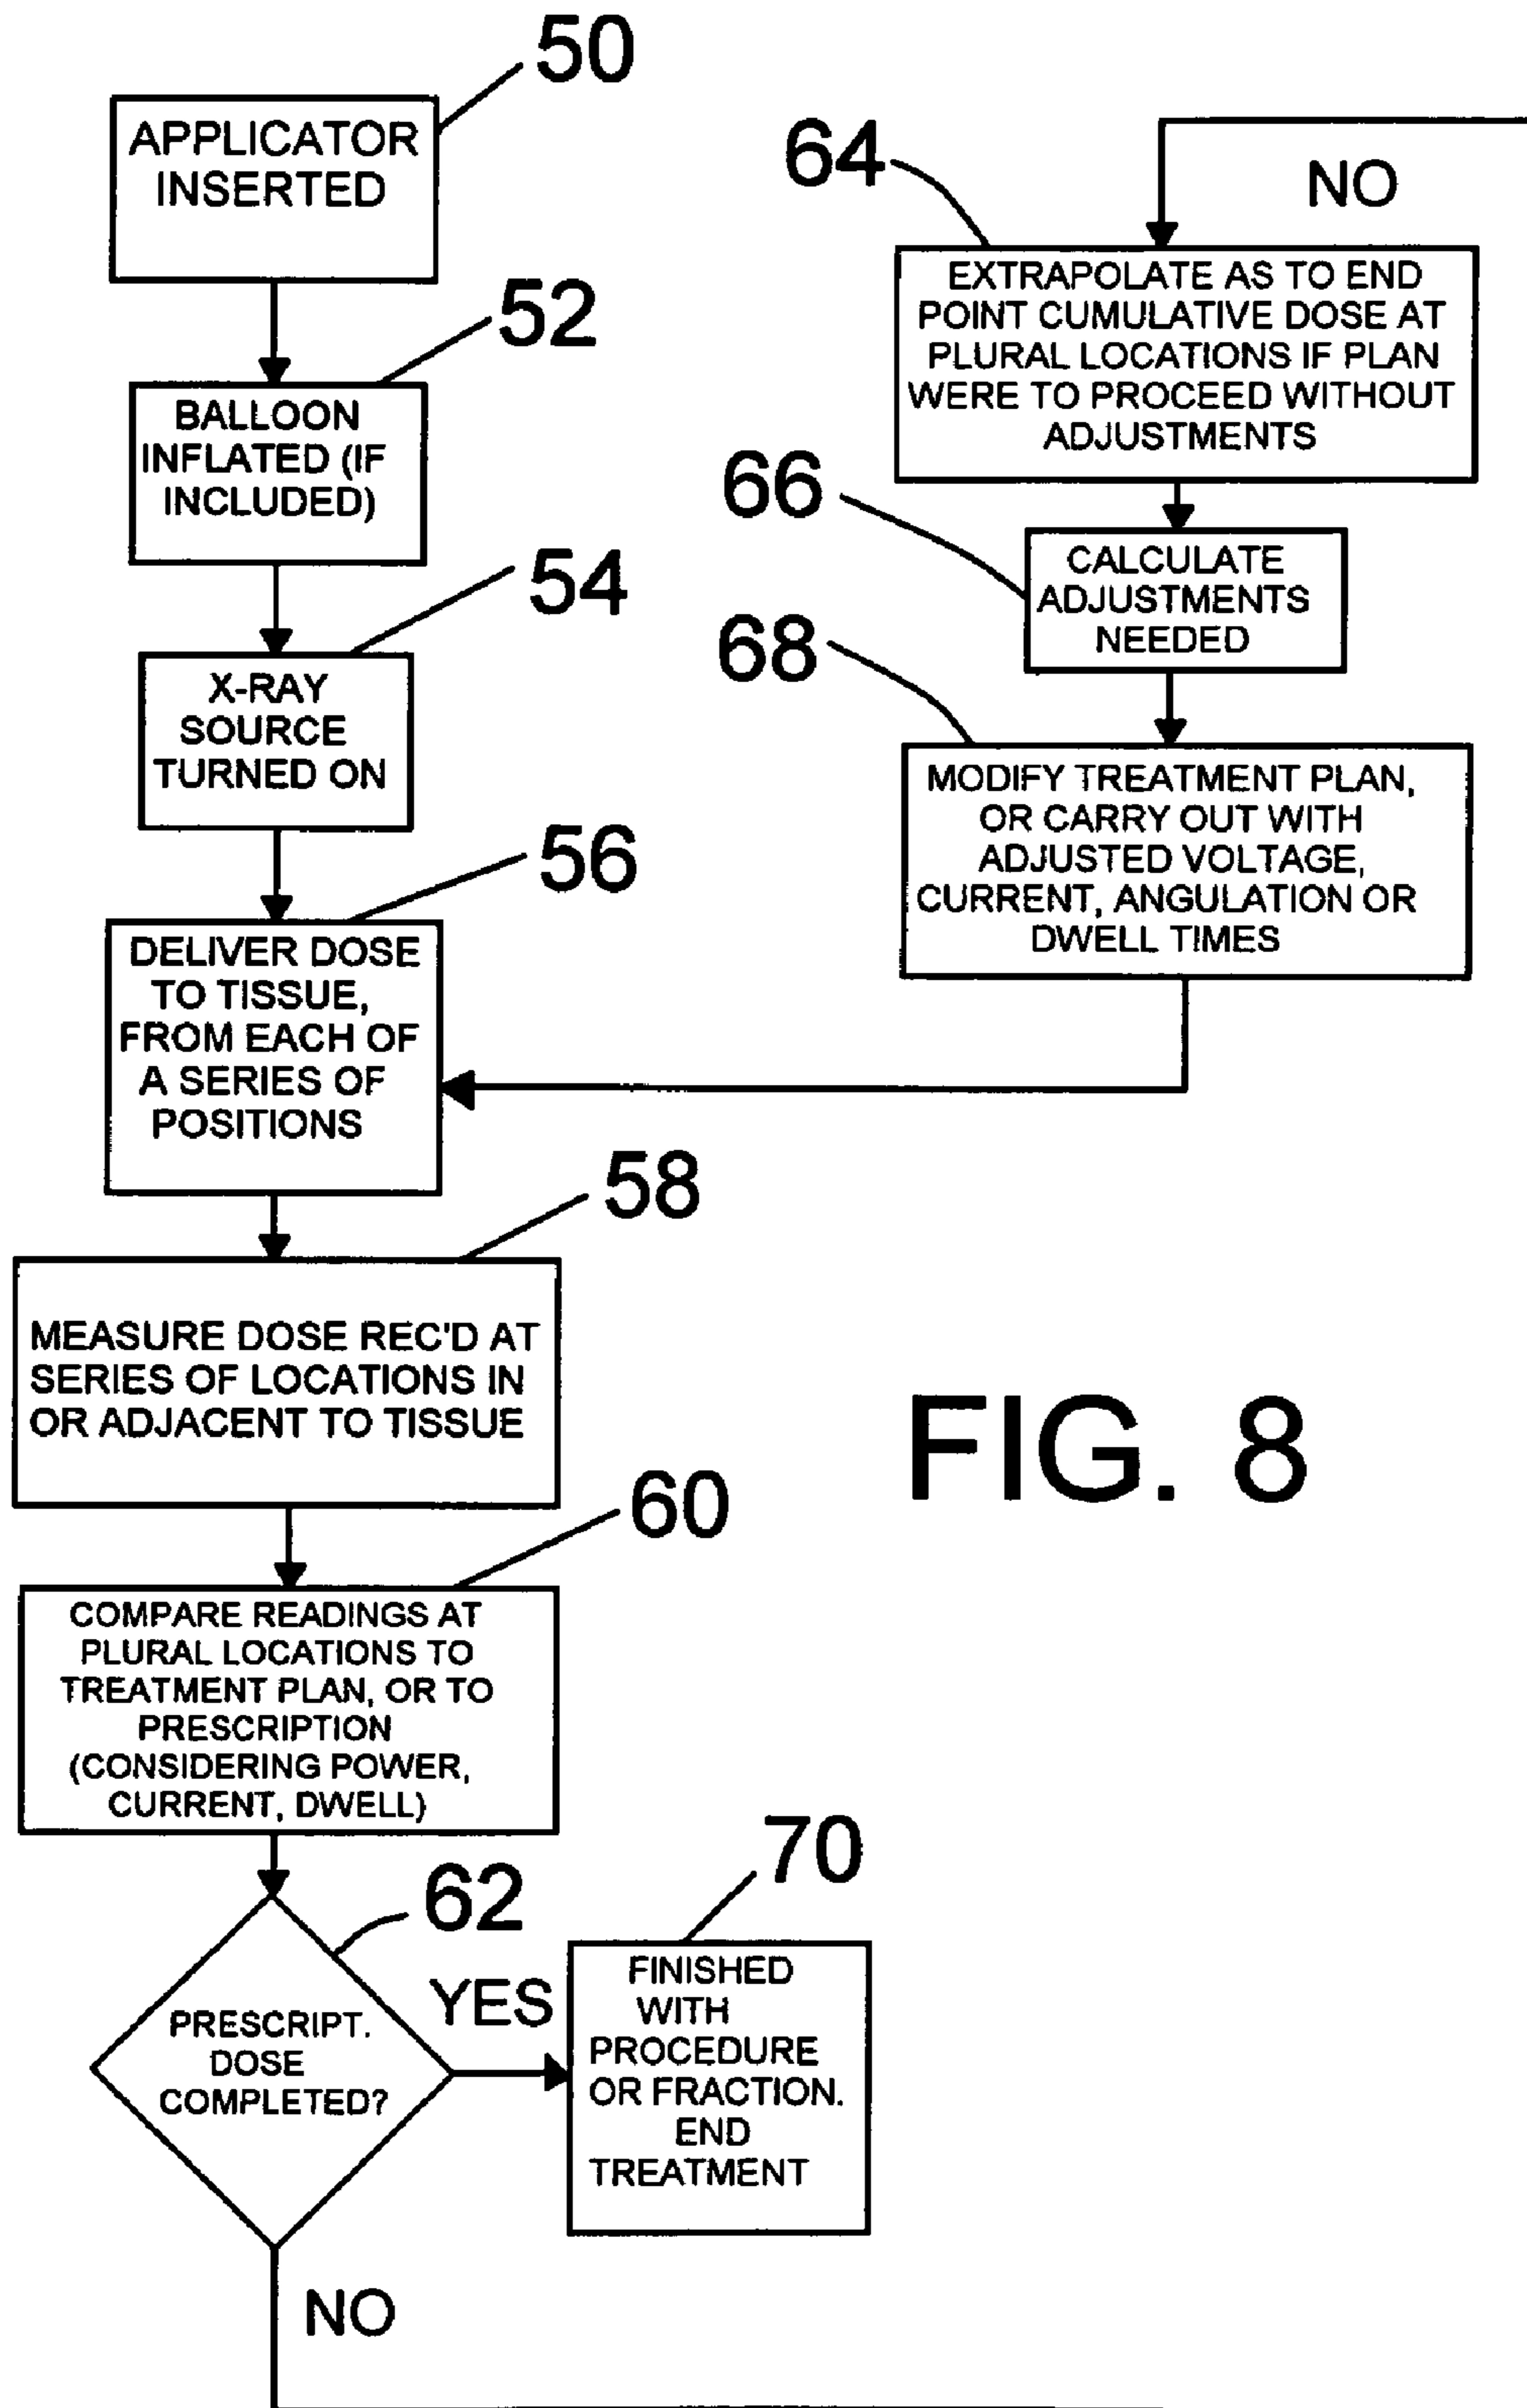 50
APPLICATOR
INSERTED
52
BALLOON
INFLATED (IF
INCLUDED)
54
X-RAY
SOURCE
TURNED ON
56
DELIVER DOSE
TO TISSUE,
FROM EACH OF
A SERIES OF
POSITIONS
58
MEASURE DOSE REC'D AT
SERIES OF LOCATIONS IN
OR ADJACENT TO TISSUE
60
COMPARE READINGS AT
PLURAL LOCATIONS TO
TREATMENT PLAN, OR TO
PRESCRIPTION
(CONSIDERING POWER,
CURRENT, DWELL)
62
PRESCRIPT.
DOSE
COMPLETED?
YES
70
FINISHED
WITH
PROCEDURE
OR FRACTION.
END
TREATMENT
NO
NO
64
EXTRAPOLATE AS TO END
POINT CUMULATIVE DOSE AT
PLURAL LOCATIONS IF PLAN
WERE TO PROCEED WITHOUT
ADJUSTMENTS
66
CALCULATE
ADJUSTMENTS
NEEDED
68
MODIFY TREATMENT PLAN,
OR CARRY OUT WITH
ADJUSTED VOLTAGE,
CURRENT, ANGULATION OR
DWELL TIMES
FIG. 8